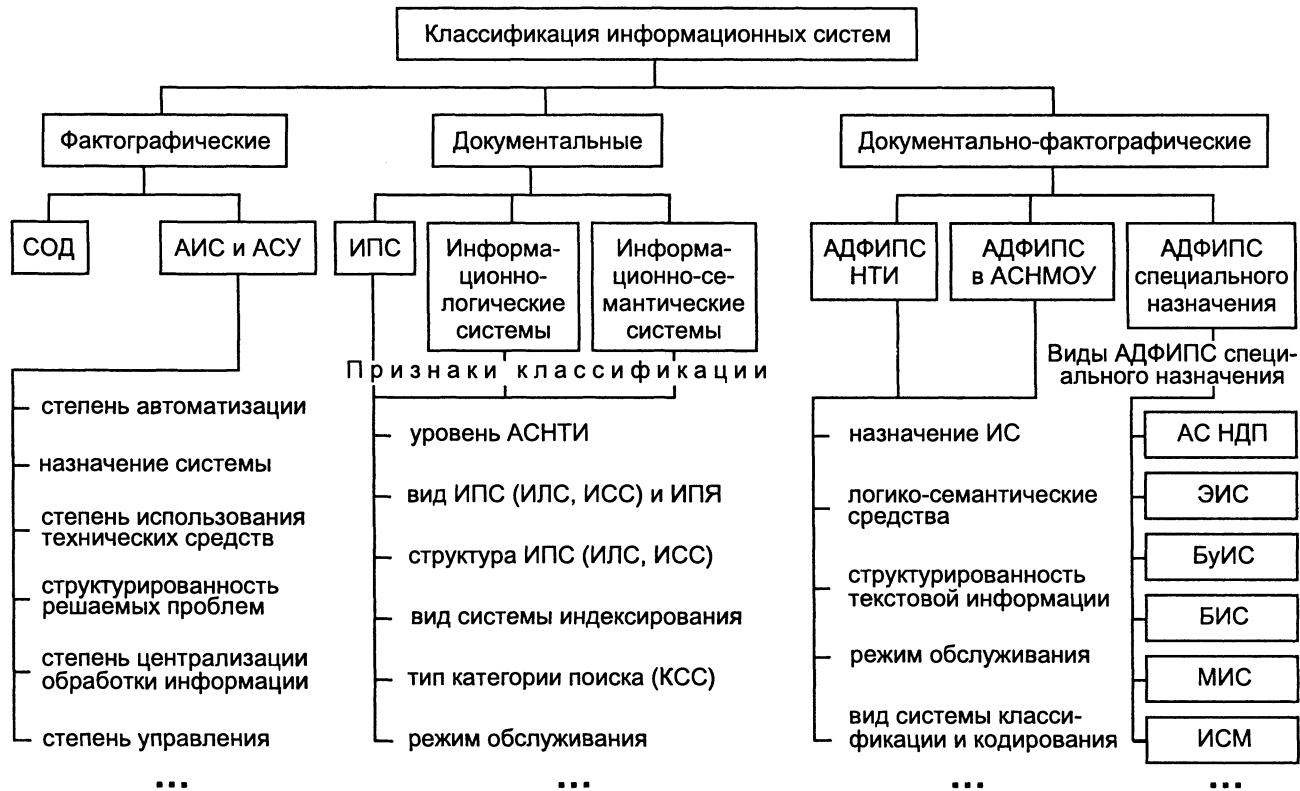 Классификация информационных систем
Фактографические
Документальные
Документально-фактографические
СОД
АИС и АСУ
ИПС
Информа-
ционно-
логические
системы
Информа-
ционно-се-
мантические
системы
АДФИПС
НТИ
АДФИПС
в АСНМОУ
АДФИПС
специального
назначения
Признаки классификации
Виды АДФИПС специ-
ального назначения
степень автоматизации
назначение системы
степень использования
технических средств
структурированность
решаемых проблем
степень централизации
обработки информации
степень управления
...
уровень АСНТИ
вид ИПС (ИЛС, ИСС) и ИПЯ
структура ИПС (ИЛС, ИСС)
вид системы индексирования
тип категории поиска (КСС)
режим обслуживания
...
назначение ИС
логико-семантические
средства
структурированность
текстовой информации
режим обслуживания
вид системы класси-
фикации и кодирования
...
АС НДП
ЭИС
БуИС
БИС
МИС
ИСМ
...